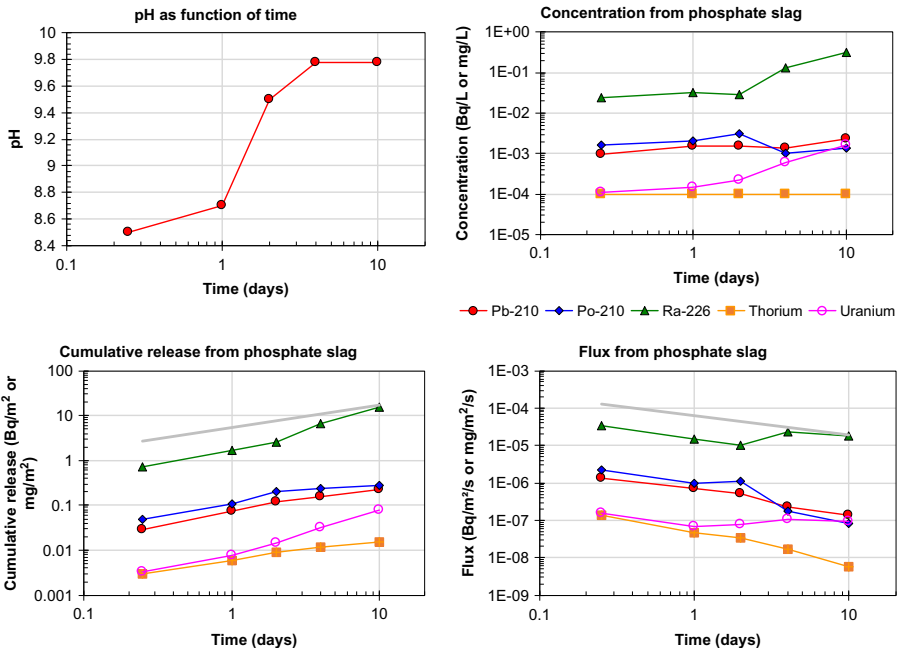 pH as function of time
10
9.8
9.6
9.4
9.2
9
8.8
8.6
8.4
pH
0.1
1
10
Time (days)
Concentration from phosphate slag
1E+00
1E-01
1E-02
1E-03
1E-04
1E-05
Concentration (Bq/L or mg/L)
0.1
1
10
Time (days)
Pb-210 Po-210 Ra-226 Thorium Uranium
Cumulative release from phosphate slag
100
10
1
0.1
0.01
0.001
Cumulative release (Bq/m² or
mg/m²)
0.1
1
10
Time (days)
Flux from phosphate slag
1E-03
1E-04
1E-05
1E-06
1E-07
1E-08
1E-09
Flux (Bq/m²/s or mg/m²/s)
0.1
1
10
Time (days)